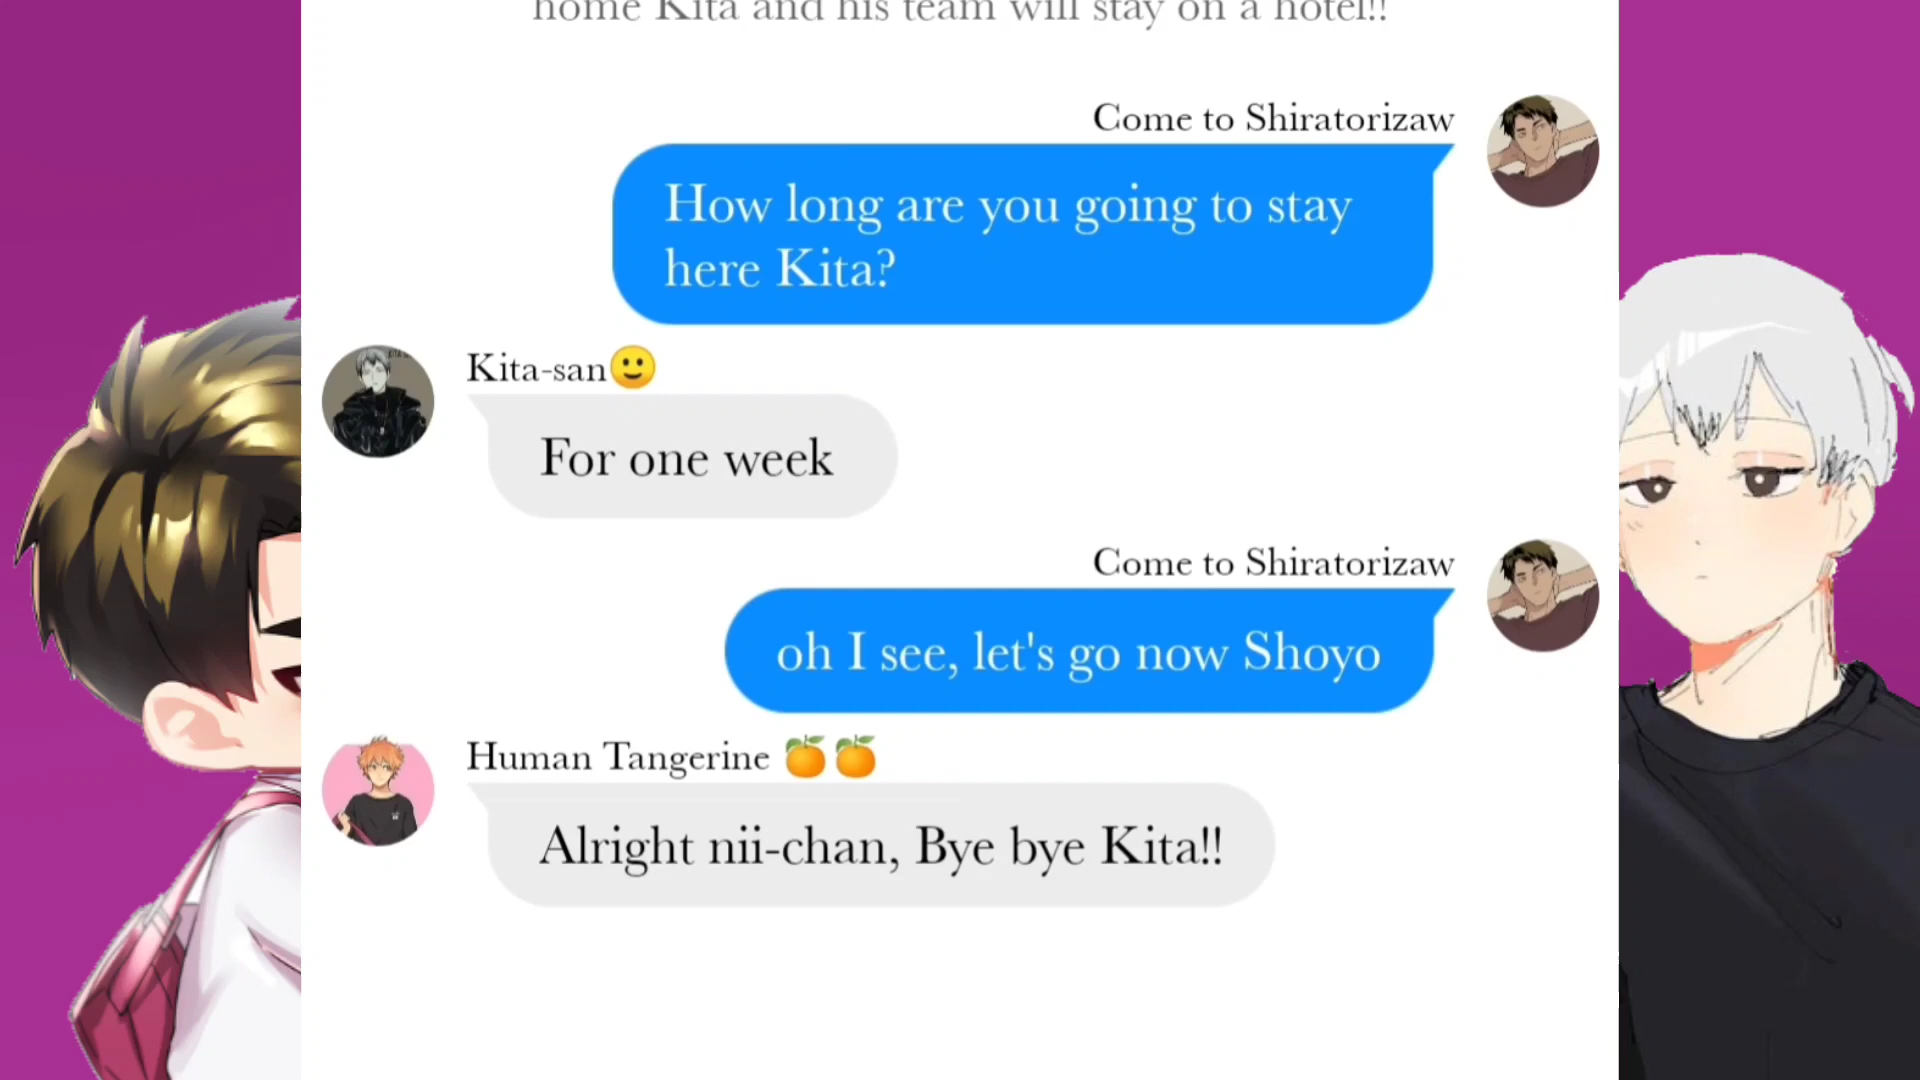 home Kita and his team will stay on a hotel!!
Come to Shiratorizaw
How long are you going to stay
here Kita?
Kita-san🙂
For one week
Come to Shiratorizaw
oh I see, let's go now Shoyo
Human Tangerine 🍊🍊
Alright nii-chan, Bye bye Kita!!